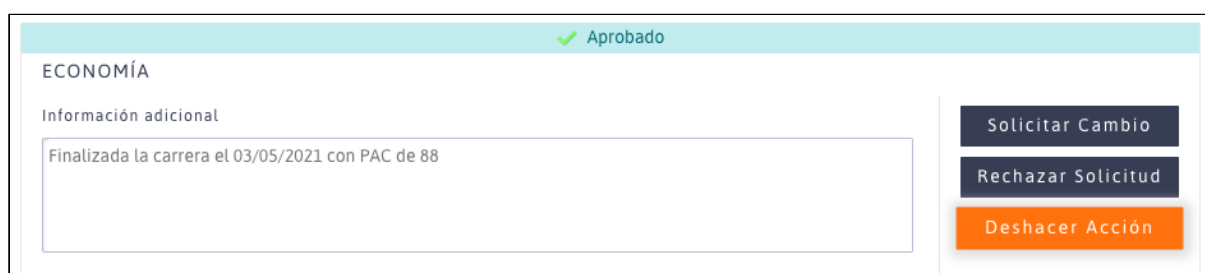 Aprobado
ECONOMÍA
Información adicional
Finalizada la carrera el 03/05/2021 con PAC de 88
Solicitar Cambio
Rechazar Solicitud
Deshacer Acción